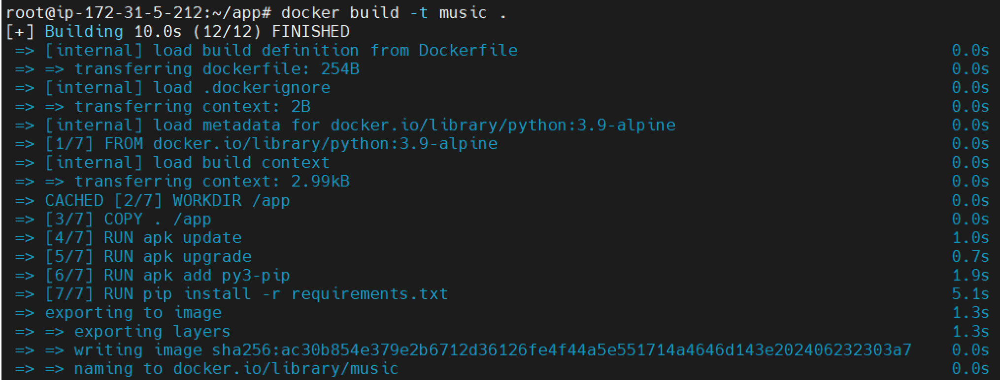 root@ip-172-31-5-212:~/app# docker build -t music .
[+] Building 10.0s (12/12) FINISHED
=> [internal] load build definition from Dockerfile 0.0s
=> => transferring dockerfile: 254B 0.0s
=> [internal] load .dockerignore 0.0s
=> => transferring context: 2B 0.0s
=> [internal] load metadata for docker.io/library/python:3.9-alpine 0.0s
=> [1/7] FROM docker.io/library/python:3.9-alpine 0.0s
=> [internal] load build context 0.0s
=> => transferring context: 2.99kB 0.0s
=> CACHED [2/7] WORKDIR /app 0.0s
=> [3/7] COPY . /app 0.0s
=> [4/7] RUN apk update 1.0s
=> [5/7] RUN apk upgrade 0.7s
=> [6/7] RUN apk add py3-pip 1.9s
=> [7/7] RUN pip install -r requirements.txt 5.1s
=> exporting to image 1.3s
=> => exporting layers 1.3s
=> => writing image sha256:ac30b854e379e2b6712d36126fe4f44a5e551714a4646d143e202406232303a7 0.0s
=> => naming to docker.io/library/music 0.0s